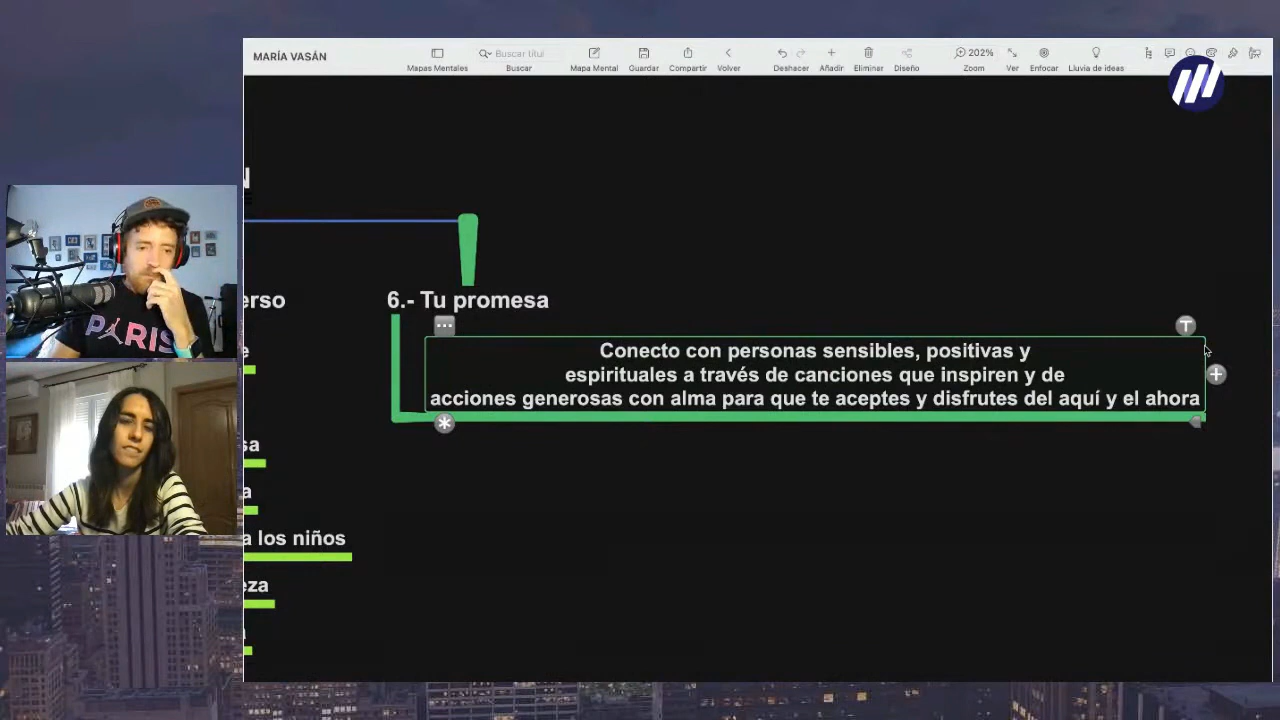 MARÍA VASÁN
Mapas Mentales
Buscar títul
Buscar
Mapa Mental
Guardar
Compartir
Volver
Deshacer
Añadir
Eliminar
Diseño
202%
Zoom
Ver
Enfocar
Lluvia de ideas
N
erso
e
sa
a
a los niños
eza
6.- Tu promesa
T
Conecto con personas sensibles, positivas y
espirituales a través de canciones que inspiren y de
acciones generosas con alma para que te aceptes y disfrutes del aquí y el ahora
PARIS